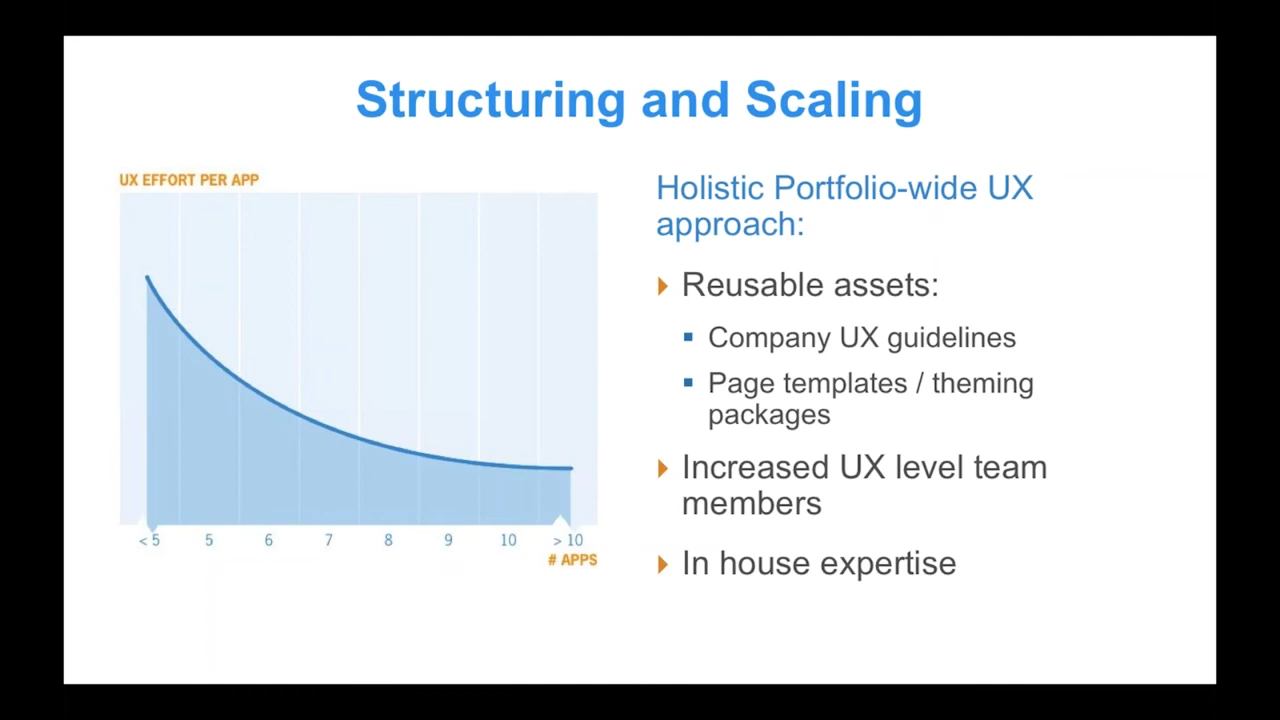 Structuring and Scaling
UX EFFORT PER APP
< 5 5 6 7 8 9 10 > 10
# APPS
Holistic Portfolio-wide UX
approach:
Reusable assets:
Company UX guidelines
Page templates / theming
packages
Increased UX level team
members
In house expertise